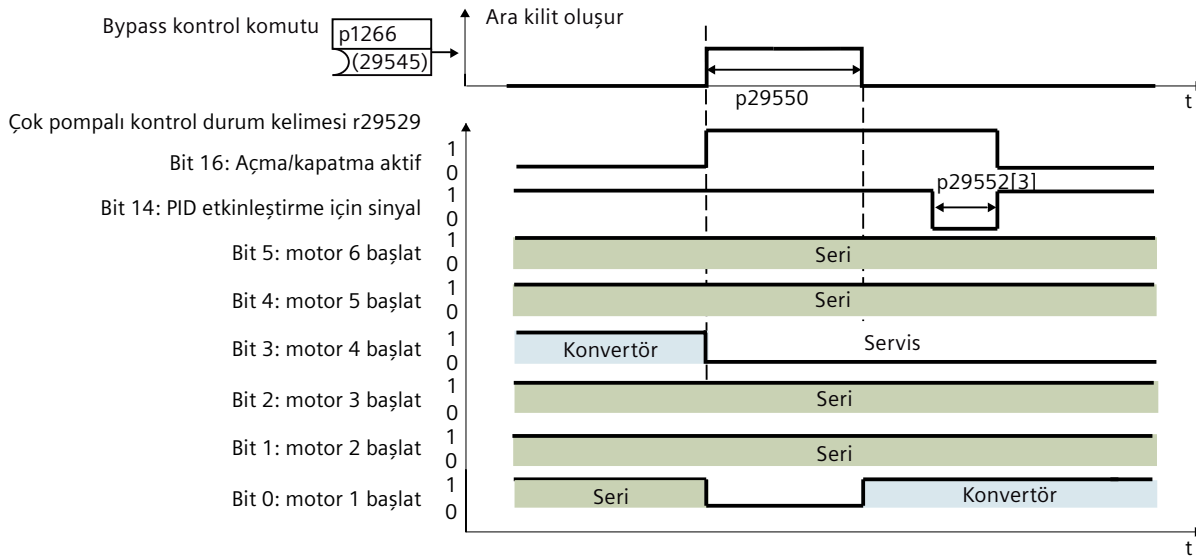 Ara kilit oluşur
Bypass kontrol komutu
p1266
(29545)
p29550
t
Çok pompalı kontrol durum kelimesi r29529
Bit 16: Açma/kapatma aktif
1
0
p29552[3]
Bit 14: PID etkinleştirme için sinyal
1
0
Bit 5: motor 6 başlat
1
0
Seri
Bit 4: motor 5 başlat
1
0
Seri
Bit 3: motor 4 başlat
1
0
Konvertör
Servis
Bit 2: motor 3 başlat
1
0
Seri
Bit 1: motor 2 başlat
1
0
Seri
Bit 0: motor 1 başlat
1
0
Seri
Konvertör
t